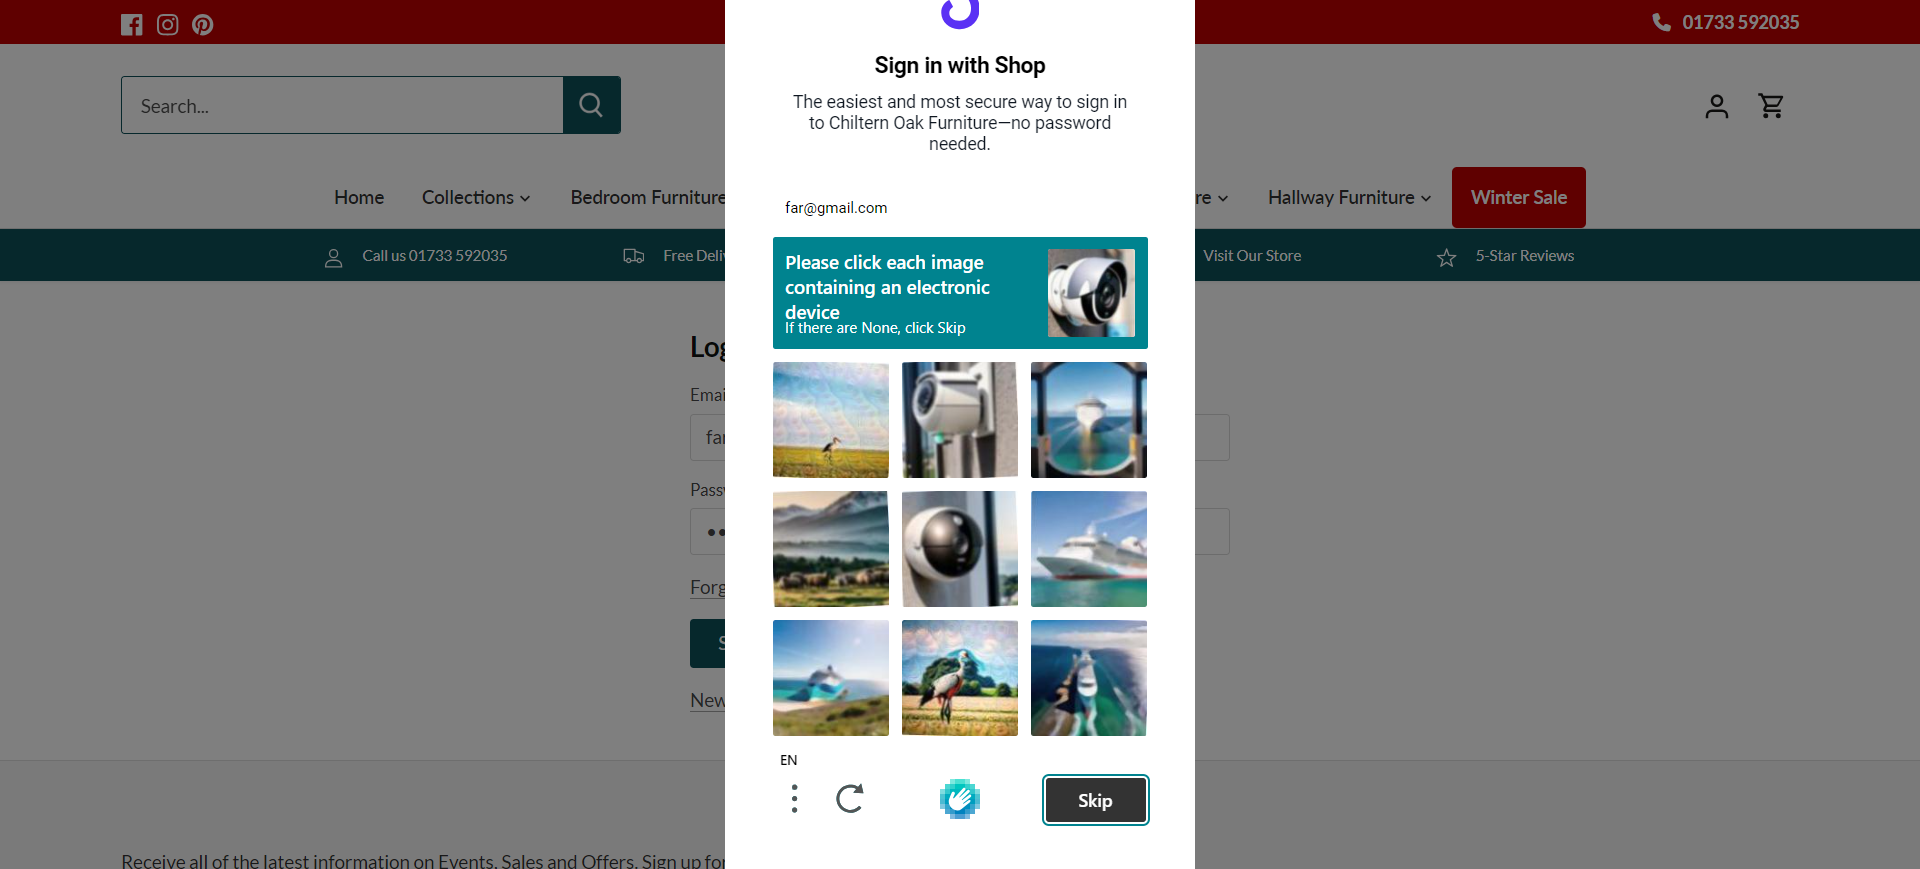 01733 592035
Search...
Sign in with Shop
The easiest and most secure way to sign in
to Chiltern Oak Furniture—no password
needed.
Home
Collections
Bedroom Furniture
re
Hallway Furniture
Winter Sale
far@gmail.com
Call us 01733 592035
Free Deliv
Visit Our Store
5-Star Reviews
Please click each image
containing an electronic
device
If there are None, click Skip
Log
Emai
far
Pass
Forg
S
New
EN
Skip
Receive all of the latest information on Events, Sales and Offers. Sign up for